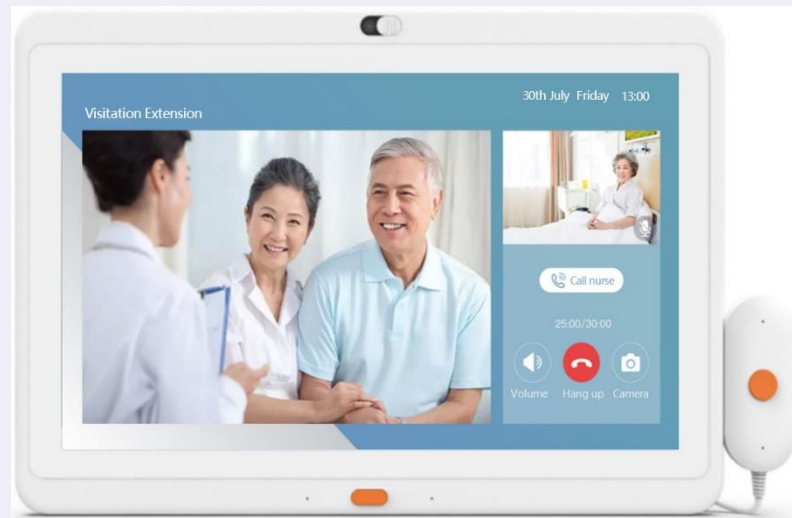 30th July Friday 13:00
Visitation Extension
Call nurse
25:00/30:00
Volume Hang up Camera